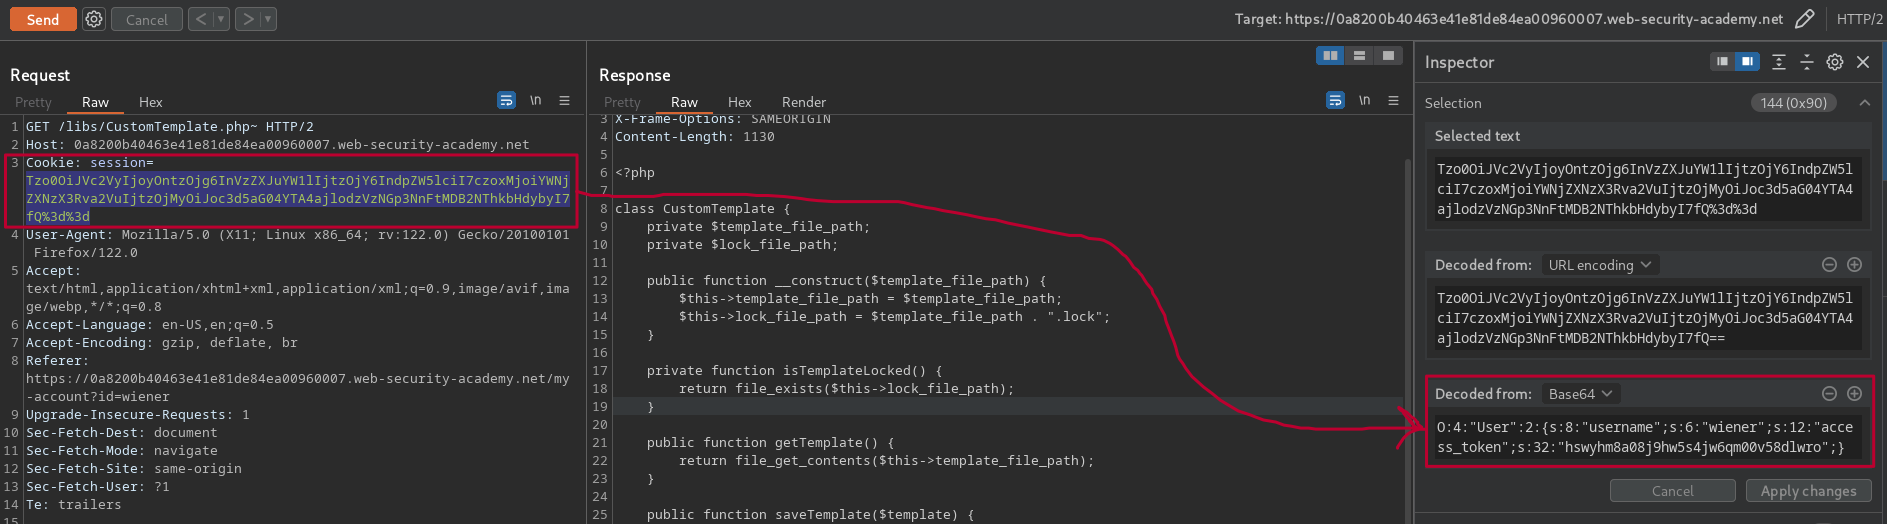 Send
Cancel
< | ▾
> | ▾
Target: https://0a8200b40463e41e81de84ea00960007.web-security-academy.net
HTTP/2
Request
Pretty Raw Hex
\n
1 GET /libs/CustomTemplate.php~ HTTP/2
2 Host: 0a8200b40463e41e81de84ea00960007.web-security-academy.net
3 Cookie: session=
Tzo0OiJVc2VyIjoyOntzOjg6InVzZXJuYW1lIjtzOjY6IndpZW5lciI7czoxMjoiYWNj
ZXNzX3Rva2VuIjtzOjMyOiJoc3d5aG04YTA4ajlodzVzNGp3NnFtMDB2NThkbHdybyI7
fQ%3d%3d
4 User-Agent: Mozilla/5.0 (X11; Linux x86_64; rv:122.0) Gecko/20100101
Firefox/122.0
5 Accept:
text/html,application/xhtml+xml,application/xml;q=0.9,image/avif,ima
ge/webp,*/*;q=0.8
6 Accept-Language: en-US,en;q=0.5
7 Accept-Encoding: gzip, deflate, br
8 Referer:
https://0a8200b40463e41e81de84ea00960007.web-security-academy.net/my
-account?id=wiener
9 Upgrade-Insecure-Requests: 1
10 Sec-Fetch-Dest: document
11 Sec-Fetch-Mode: navigate
12 Sec-Fetch-Site: same-origin
13 Sec-Fetch-User: ?1
14 Te: trailers
15
Response
Pretty Raw Hex Render
\n
3 X-Frame-Options: SAMEORIGIN
4 Content-Length: 1130
5
6 <?php
7
8 class CustomTemplate {
9 private $template_file_path;
10 private $lock_file_path;
11
12 public function __construct($template_file_path) {
13 $this->template_file_path = $template_file_path;
14 $this->lock_file_path = $template_file_path . ".lock";
15 }
16
17 private function isTemplateLocked() {
18 return file_exists($this->lock_file_path);
19 }
20
21 public function getTemplate() {
22 return file_get_contents($this->template_file_path);
23 }
24
25 public function saveTemplate($template) {
Inspector
Selection
144 (0x90)
Selected text
Tzo0OiJVc2VyIjoyOntzOjg6InVzZXJuYW1lIjtzOjY6IndpZW5l
ciI7czoxMjoiYWNjZXNzX3Rva2VuIjtzOjMyOiJoc3d5aG04YTA4
ajlodzVzNGp3NnFtMDB2NThkbHdybyI7fQ%3d%3d
Decoded from: URL encoding
Tzo0OiJVc2VyIjoyOntzOjg6InVzZXJuYW1lIjtzOjY6IndpZW5l
ciI7czoxMjoiYWNjZXNzX3Rva2VuIjtzOjMyOiJoc3d5aG04YTA4
ajlodzVzNGp3NnFtMDB2NThkbHdybyI7fQ==
Decoded from: Base64
O:4:"User":2:{s:8:"username";s:6:"wiener";s:12:"acce
ss_token";s:32:"hswyhm8a08j9hw5s4jw6qm00v58dlwro";}
Cancel
Apply changes